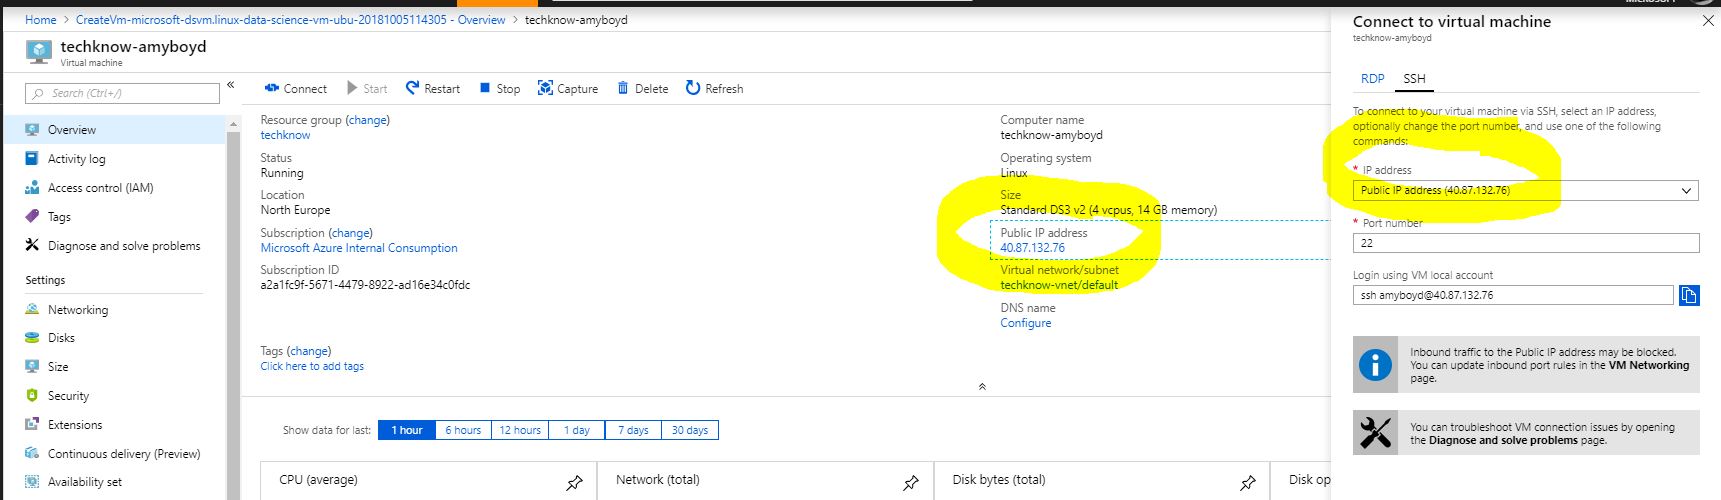 Home > CreateVm-microsoft-dsvm.linux-data-science-vm-ubu-20181005114305 - Overview > techknow-amyboyd
techknow-amyboyd
Virtual machine
Search (Ctrl+/)
Overview
Activity log
Access control (IAM)
Tags
Diagnose and solve problems
Settings
Networking
Disks
Size
Security
Extensions
Continuous delivery (Preview)
Availability set
Connect Start Restart Stop Capture Delete Refresh
Resource group (change)
techknow
Status
Running
Location
North Europe
Subscription (change)
Microsoft Azure Internal Consumption
Subscription ID
a2a1fc9f-5671-4479-8922-ad16e34c0fdc
Computer name
techknow-amyboyd
Operating system
Linux
Size
Standard DS3 v2 (4 vcpus, 14 GB memory)
Public IP address
40.87.132.76
Virtual network/subnet
techknow-vnet/default
DNS name
Configure
Tags (change)
Click here to add tags
Show data for last: 1 hour 6 hours 12 hours 1 day 7 days 30 days
CPU (average) Network (total) Disk bytes (total) Disk op
Connect to virtual machine
techknow-amyboyd
RDP SSH
To connect to your virtual machine via SSH, select an IP address,
optionally change the port number, and use one of the following
commands:
* IP address
Public IP address (40.87.132.76)
* Port number
22
Login using VM local account
ssh amyboyd@40.87.132.76
Inbound traffic to the Public IP address may be blocked.
You can update inbound port rules in the VM Networking
page.
You can troubleshoot VM connection issues by opening
the Diagnose and solve problems page.